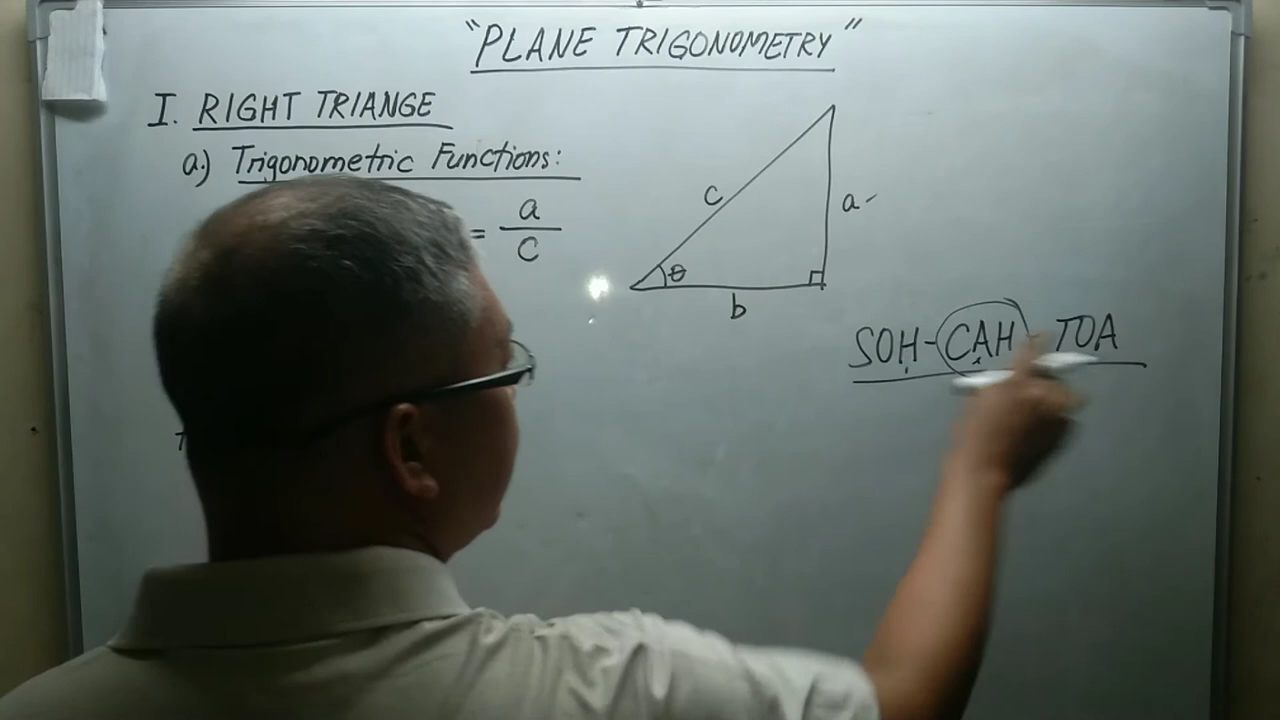 "PLANE TRIGONOMETRY"
I. RIGHT TRIANGE
a.) Trigonometric Functions:
= a
C
c
a
θ
b
SOH-CAH-TOA